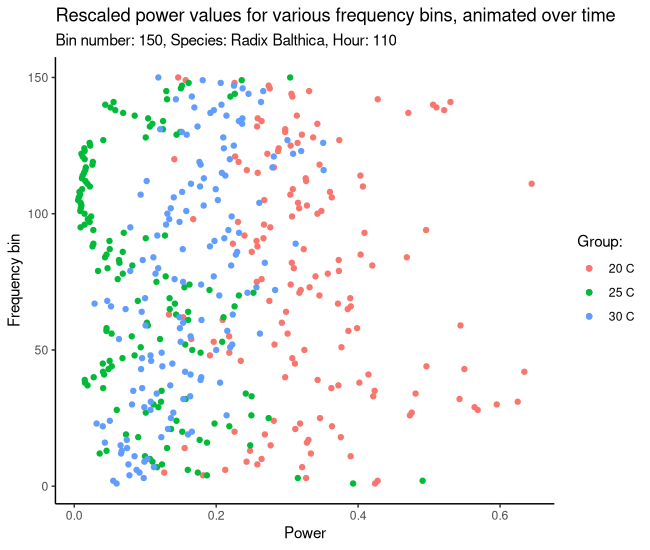 Rescaled power values for various frequency bins, animated over time
Bin number: 150, Species: Radix Balthica, Hour: 110
150
100
50
0
Frequency bin
0.0 0.2 0.4 0.6
Power
Group:
20 C
25 C
30 C